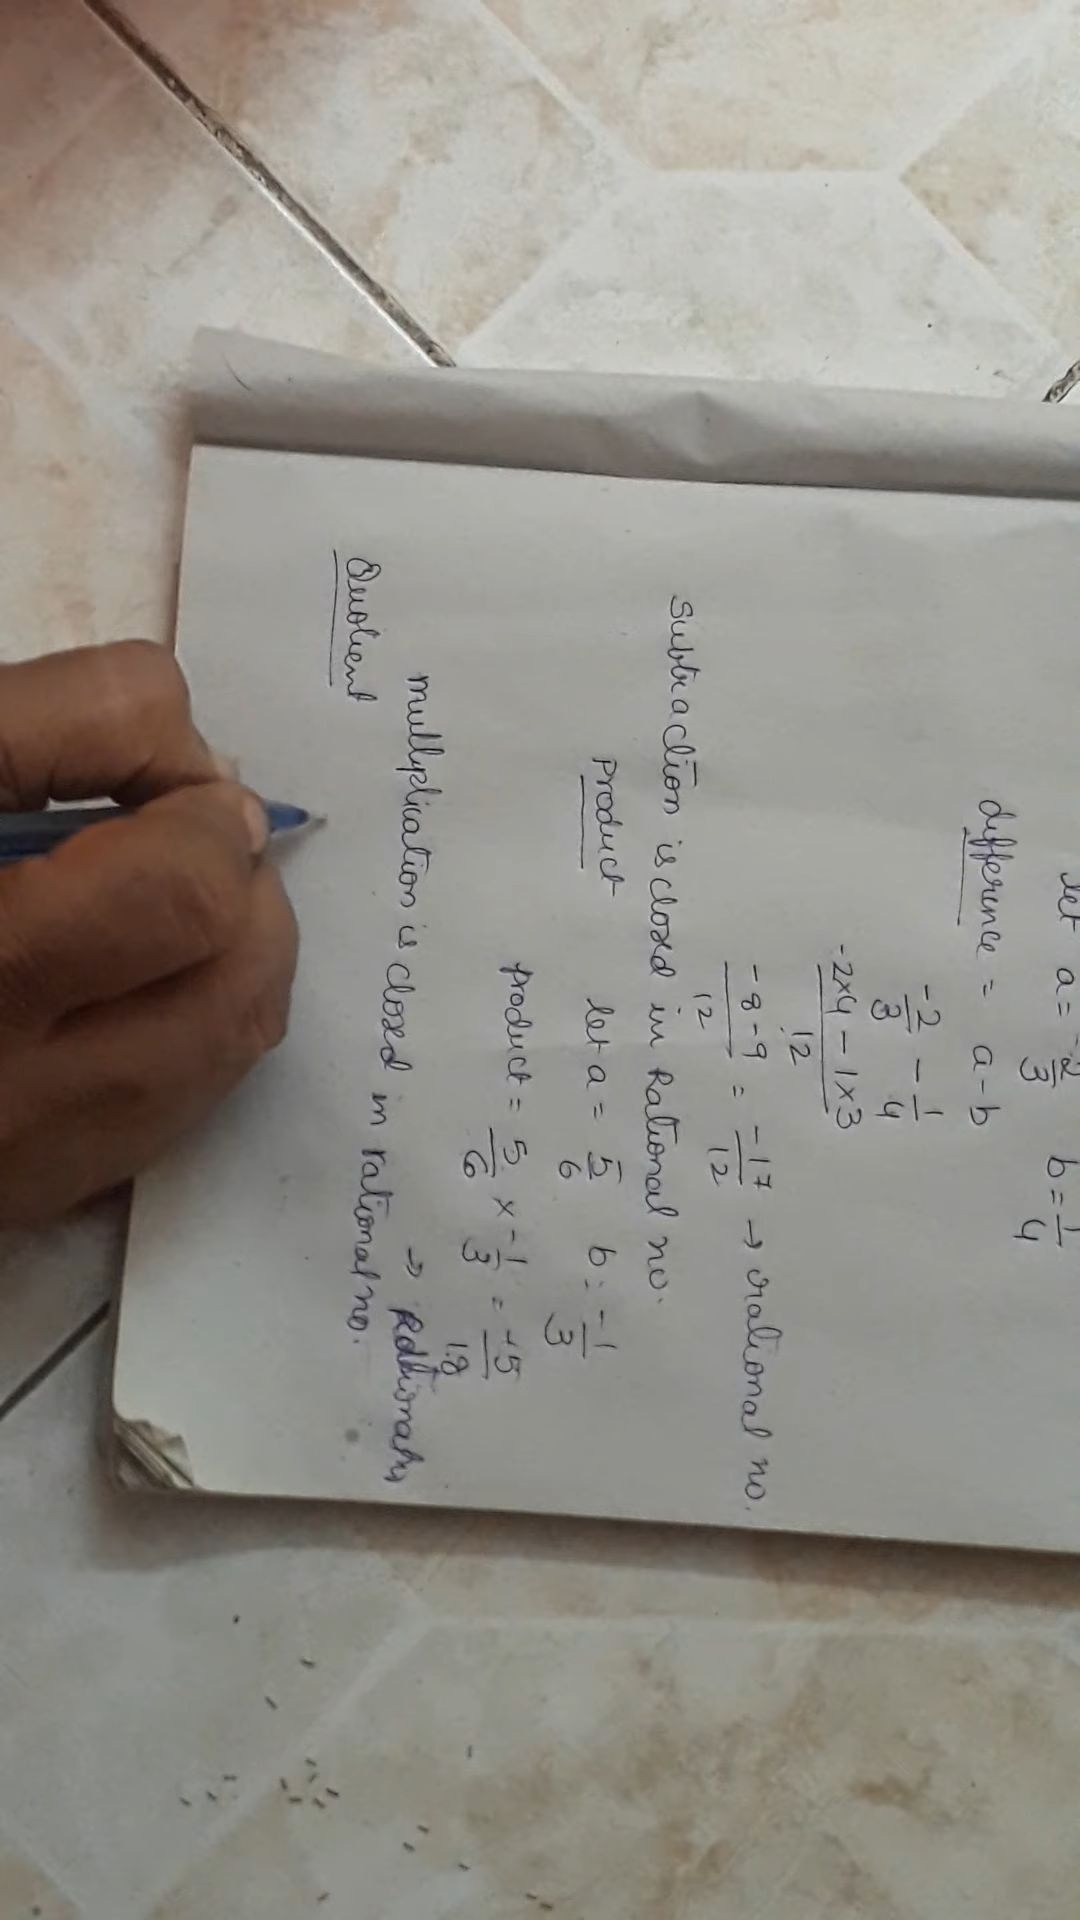 let a = -2/3 b = 1/4
difference = a - b
-2/3 - 1/4
-2×4 - 1×3
12
-8-9/12 = -17/12 → rational no.
Subtraction is closed in Rational no.
Product let a = 5/6 b = -1/3
product = 5/6 × -1/3 = -5/18
→ Rational
multiplication is closed in rational no.
Quotient